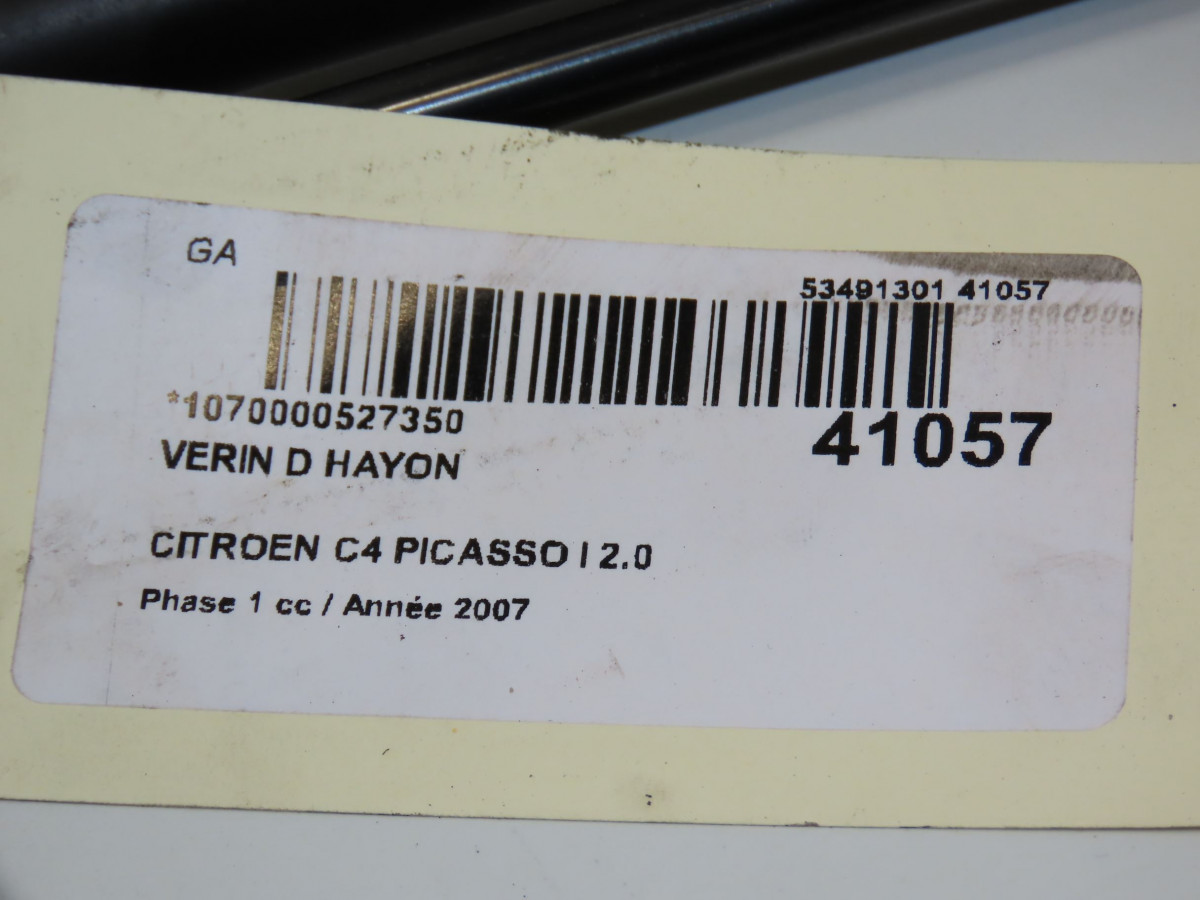 GA
53491301 41057
*1070000527350
41057
VERIN D HAYON
CITROEN C4 PICASSO I 2.0
Phase 1 cc / Année 2007